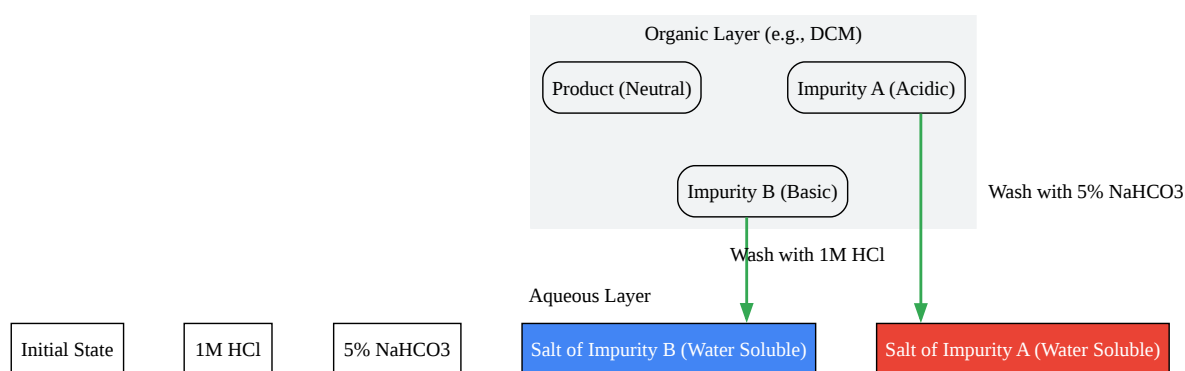 Organic Layer (e.g., DCM)
Product (Neutral)
Impurity A (Acidic)
Impurity B (Basic)
Wash with 5% NaHCO3
Wash with 1M HCl
Aqueous Layer
Initial State
1M HCl
5% NaHCO3
Salt of Impurity B (Water Soluble)
Salt of Impurity A (Water Soluble)